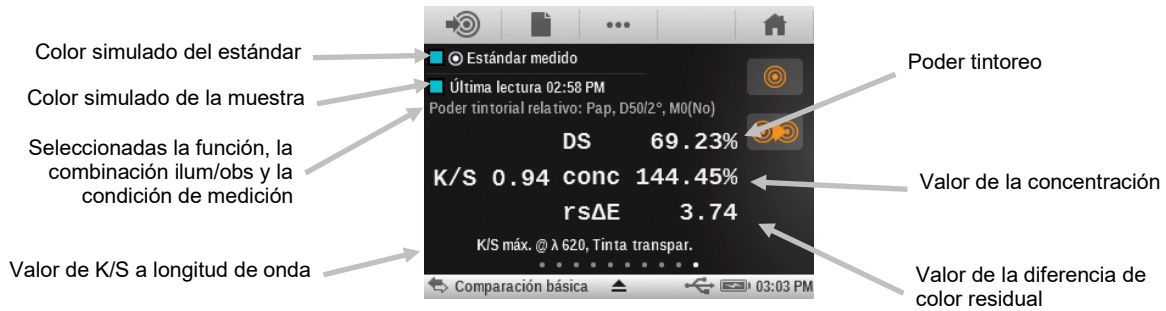 Color simulado del estándar
Color simulado de la muestra
Seleccionadas la función, la
combinación ilum/obs y la
condición de medición
Valor de K/S a longitud de onda
Estándar medido
Última lectura 02:58 PM
Poder tintorial relativo: Pap, D50/2°, M0(No)
DS 69.23%
K/S 0.94 conc 144.45%
rsΔE 3.74
K/S máx. @ λ 620, Tinta transpar.
Comparación básica 03:03 PM
Poder tintoreo
Valor de la concentración
Valor de la diferencia de
color residual